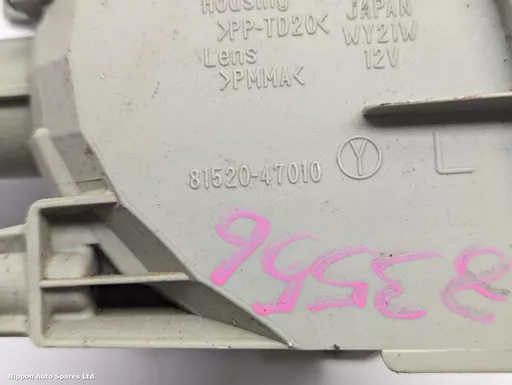 Housing JAPAN
>PP-TD20< WY21W
Lens 12V
>PMMA<
81520-47010 Y L
83556
Nippon Auto Spares Ltd